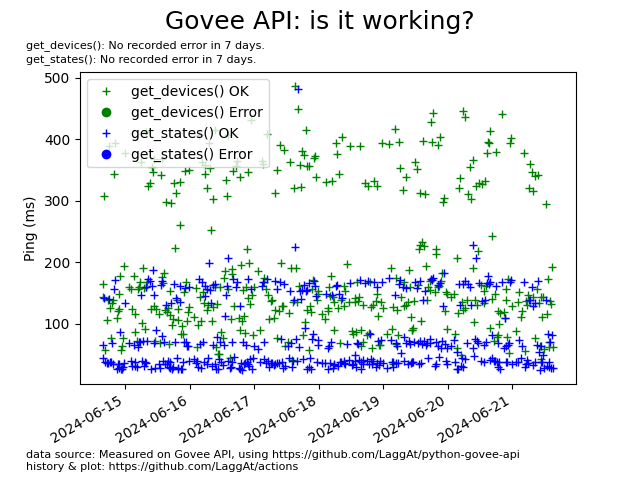 Govee API: is it working?
get_devices(): No recorded error in 7 days.
get_states(): No recorded error in 7 days.
get_devices() OK
get_devices() Error
get_states() OK
get_states() Error
500
400
300
200
100
Ping (ms)
2024-06-15
2024-06-16
2024-06-17
2024-06-18
2024-06-19
2024-06-20
2024-06-21
data source: Measured on Govee API, using https://github.com/LaggAt/python-govee-api
history & plot: https://github.com/LaggAt/actions